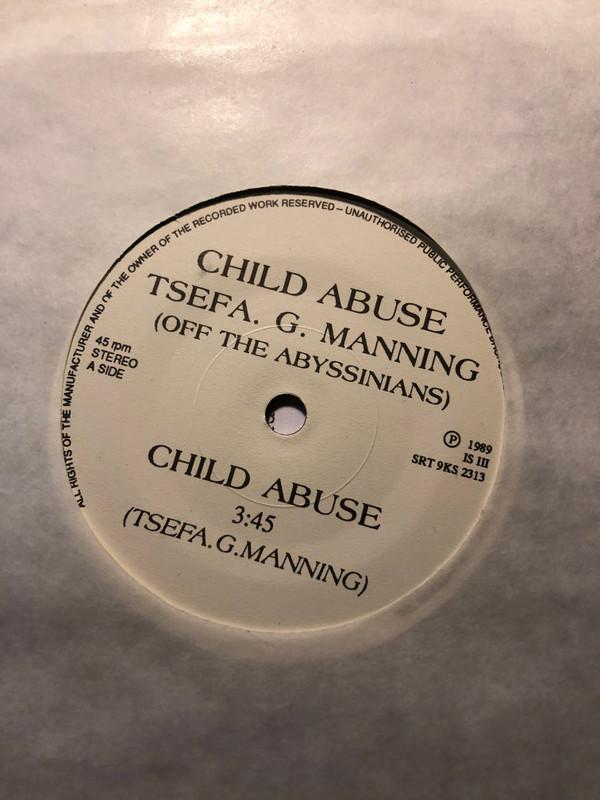 ALL RIGHTS OF THE MANUFACTURER AND OF THE OWNER OF THE RECORDED WORK RESERVED – UNAUTHORISED PUBLIC PERFORMANCE
CHILD ABUSE
TSEFA. G. MANNING
(OFF THE ABYSSINIANS)
45 rpm
STEREO
A SIDE
Ⓟ 1989
IS III
SRT 9KS 2313
CHILD ABUSE
3:45
(TSEFA.G.MANNING)